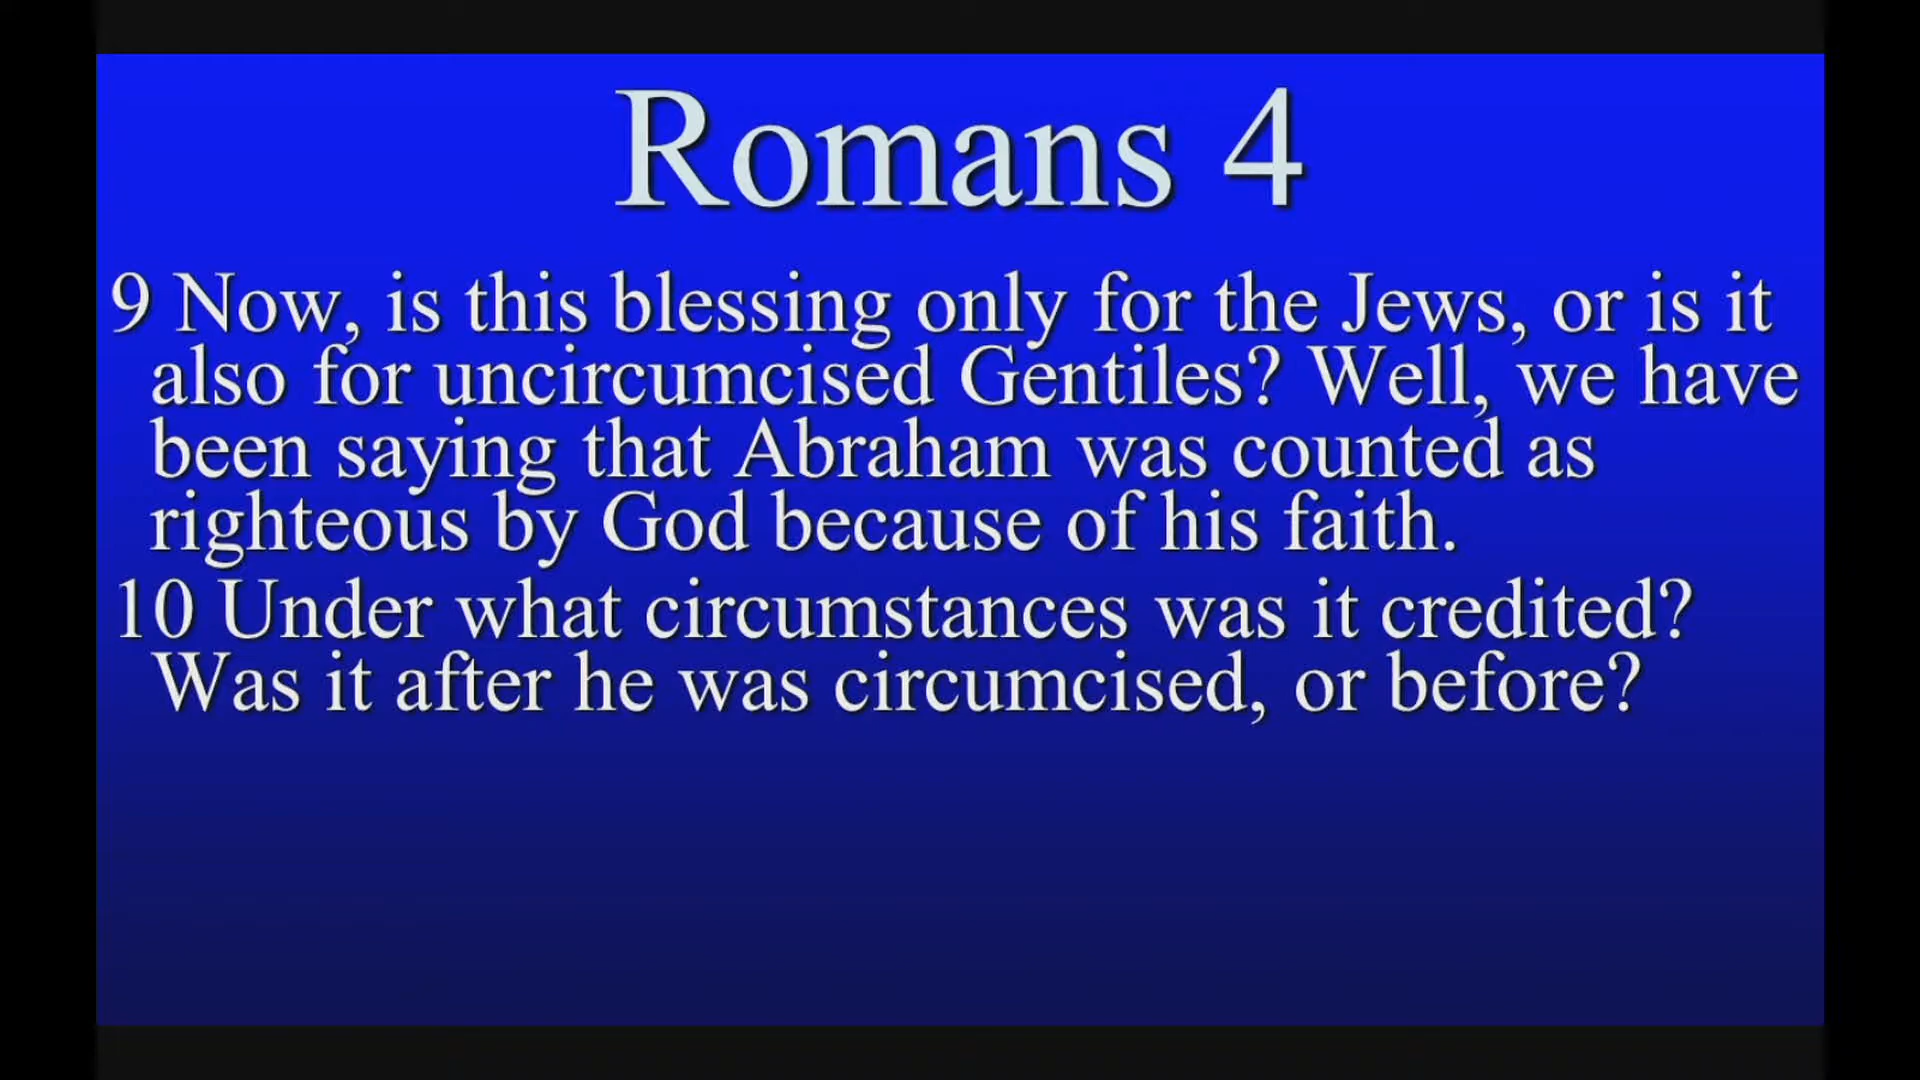 Romans 4
9 Now, is this blessing only for the Jews, or is it
also for uncircumcised Gentiles? Well, we have
been saying that Abraham was counted as
righteous by God because of his faith.
10 Under what circumstances was it credited?
Was it after he was circumcised, or before?